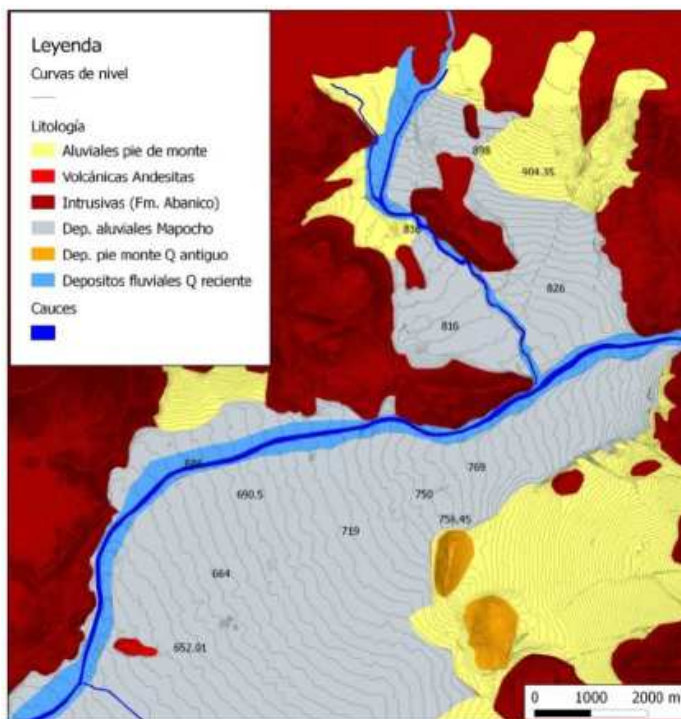 Leyenda
Curvas de nivel
Litología
Aluviales pie de monte
Volcánicas Andesitas
Intrusivas (Fm. Abanico)
Dep. aluviales Mapocho
Dep. pie monte Q antiguo
Depositos fluviales Q reciente
Cauces
898
904.35
836
826
816
769
690.5
750
756.45
719
664
652.01
0 1000 2000 m